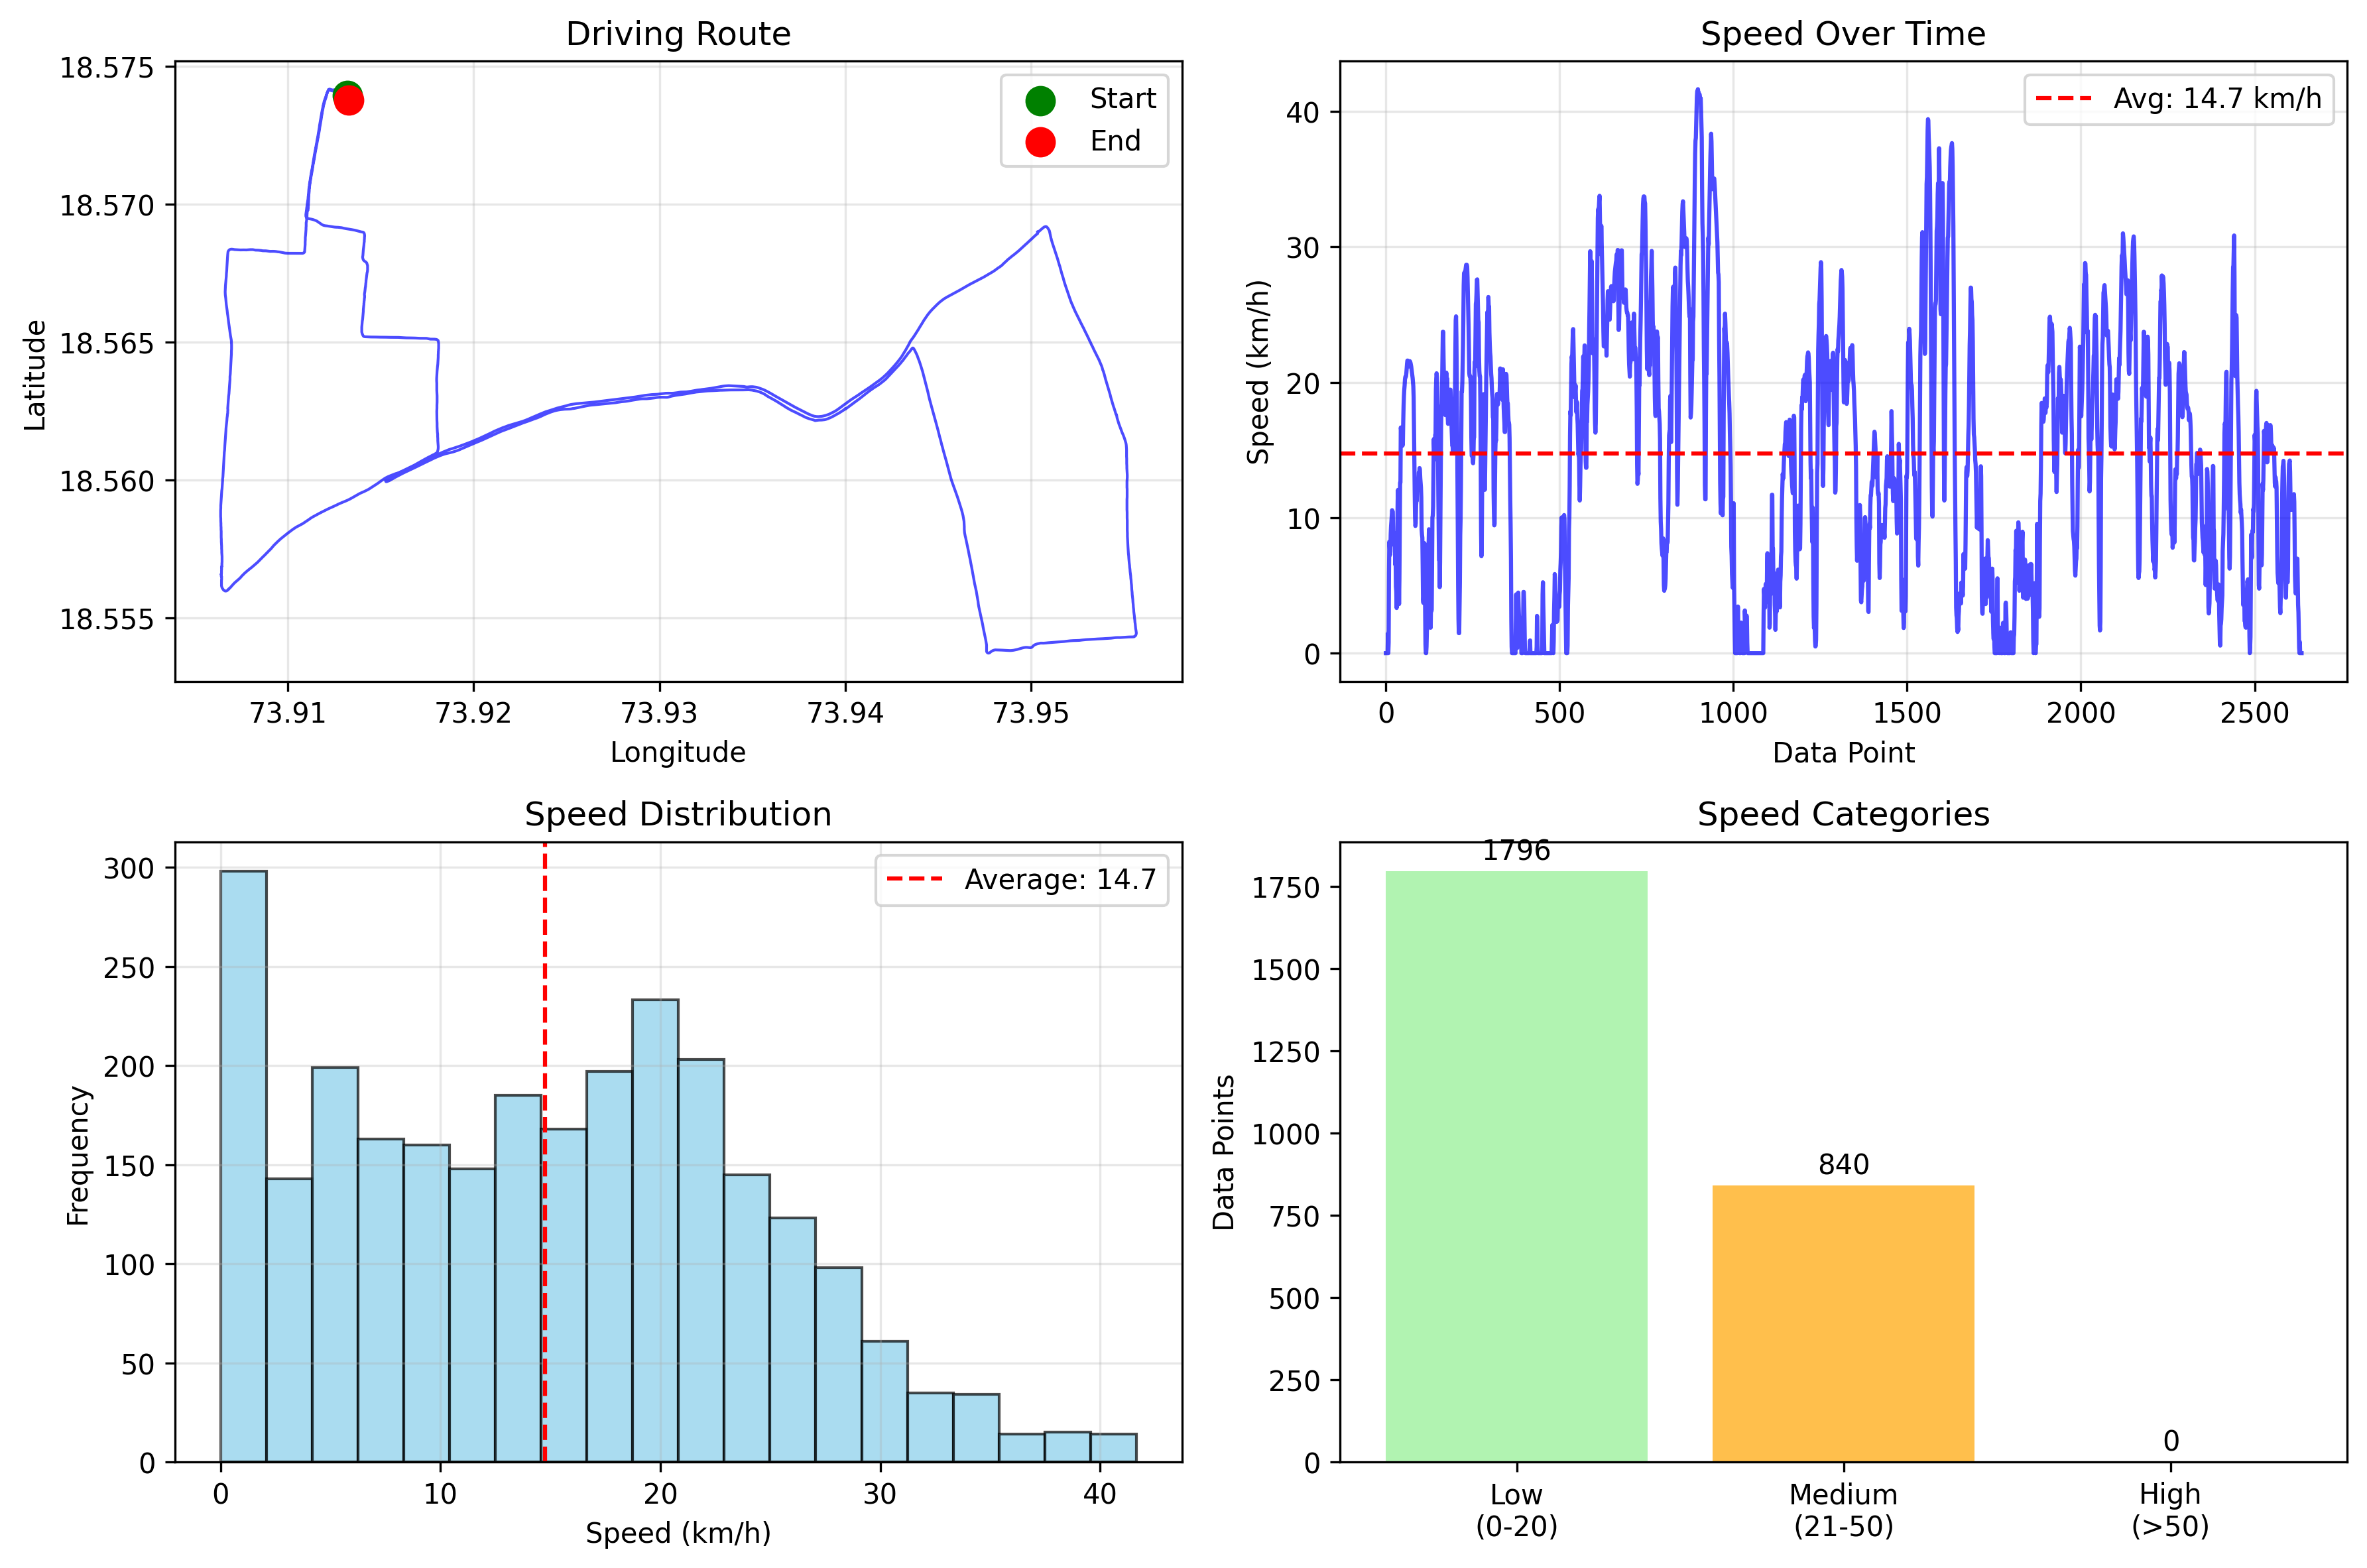 Driving Route
18.575
18.570
18.565
18.560
18.555
Latitude
73.91 73.92 73.93 73.94 73.95
Longitude
Start
End
Speed Over Time
40
30
20
10
0
Speed (km/h)
0 500 1000 1500 2000 2500
Data Point
Avg: 14.7 km/h
Speed Distribution
300
250
200
150
100
50
0
Frequency
0 10 20 30 40
Speed (km/h)
Average: 14.7
Speed Categories
1750
1500
1250
1000
750
500
250
0
Data Points
1796
840
0
Low
(0-20)
Medium
(21-50)
High
(>50)